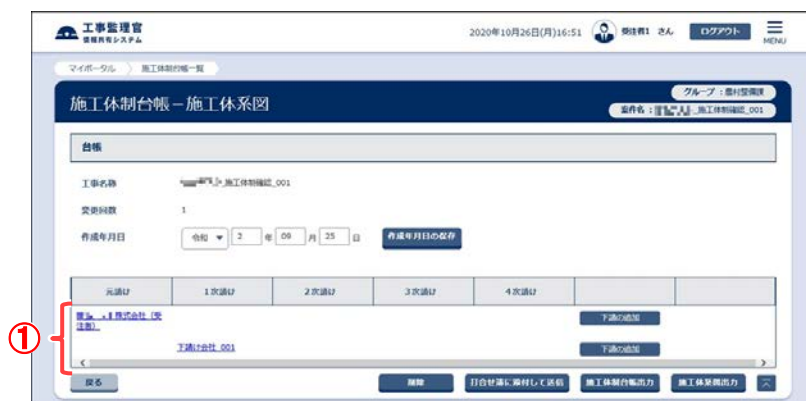 工事監理官
情報共有システム
2020年10月26日(月)16:51
受注者1 さん
ログアウト
MENU
マイポータル
施工体制台帳一覧
施工体制台帳－施工体系図
グループ：農村整備課
案件名：
_施工体制確認_001
台帳
工事名称
_施工体制確認_001
変更回数
1
作成年月日
令和 2 年 09 月 25 日
作成年月日の保存
元請け 1次請け 2次請け 3次請け 4次請け
株式会社（受
注者）
下請の追加
①
下請け会社_001
下請の追加
戻る
削除
打合せ簿に添付して送信
施工体制台帳出力
施工体系図出力